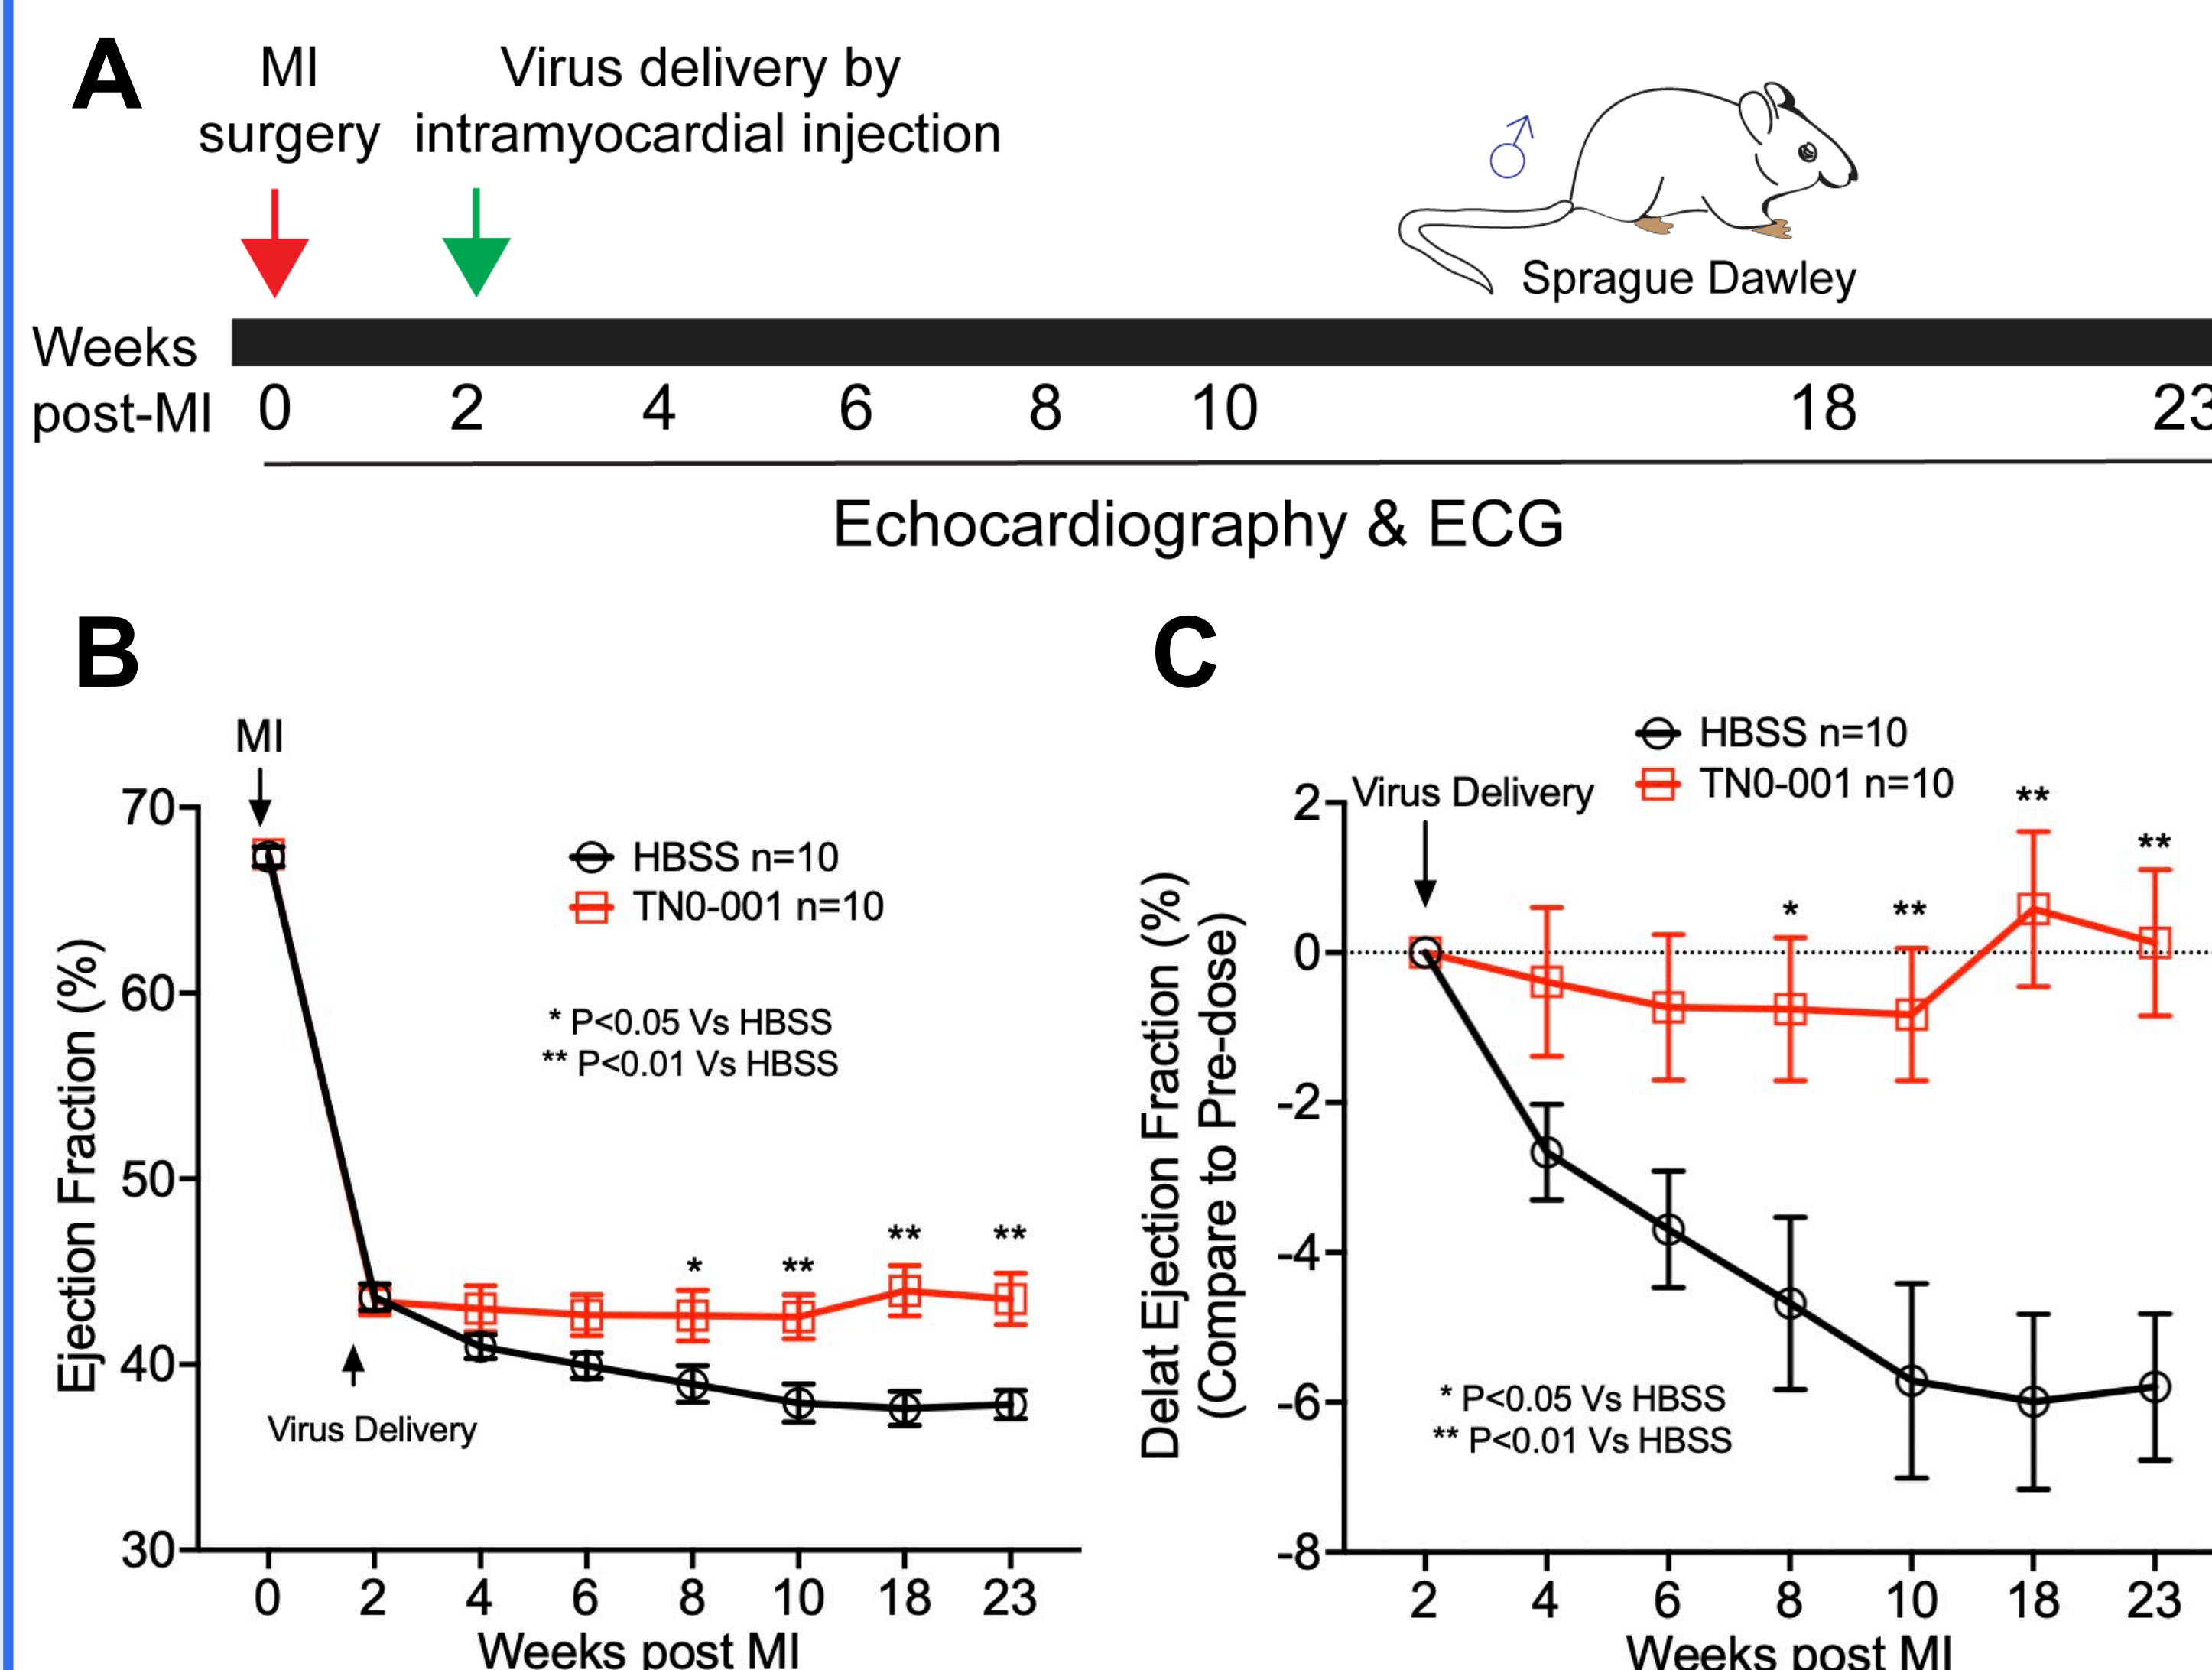 A
MI
surgery
Virus delivery by
intramyocardial injection
♂
Sprague Dawley
Weeks
post-MI
0 2 4 6 8 10 18 23
Echocardiography & ECG
B
MI
HBSS n=10
TN0-001 n=10
* P<0.05 Vs HBSS
** P<0.01 Vs HBSS
* ** ** **
Virus Delivery
Ejection Fraction (%)
70
60
50
40
30
0 2 4 6 8 10 18 23
Weeks post MI
C
HBSS n=10
TN0-001 n=10
Virus Delivery
* ** ** **
* P<0.05 Vs HBSS
** P<0.01 Vs HBSS
Delat Ejection Fraction (%)
(Compare to Pre-dose)
2
0
-2
-4
-6
-8
2 4 6 8 10 18 23
Weeks post MI